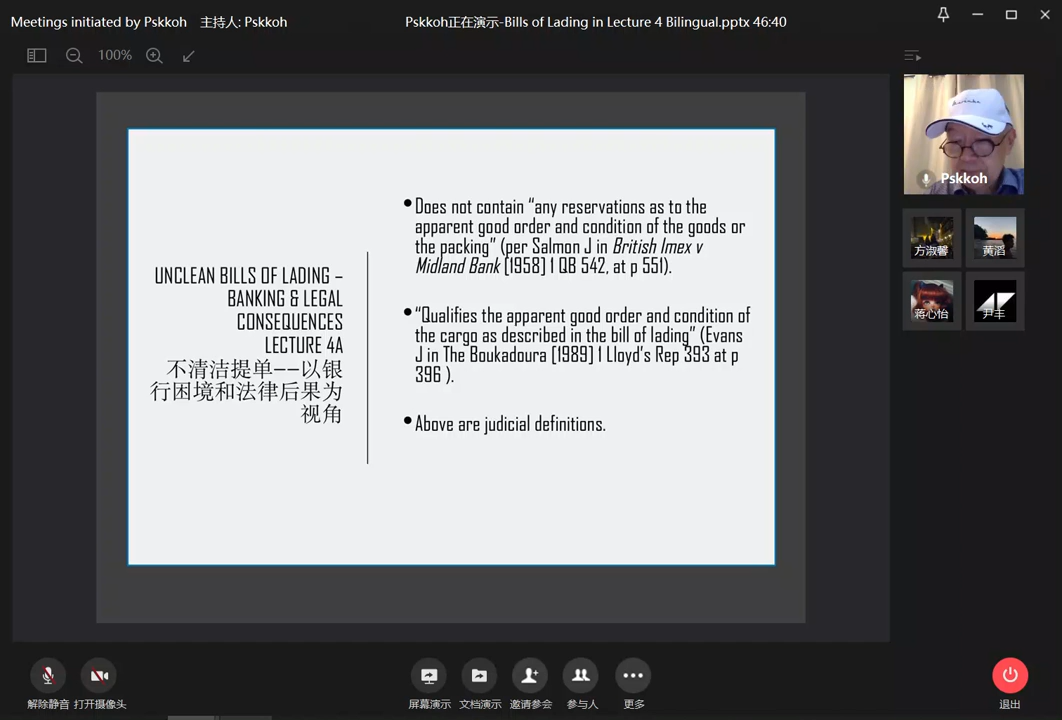 Meetings initiated by Pskkoh 主持人: Pskkoh
Pskkoh正在演示-Bills of Lading in Lecture 4 Bilingual.pptx 46:40
100%
UNCLEAN BILLS OF LADING –
BANKING & LEGAL
CONSEQUENCES
LECTURE 4A
不清洁提单——以银
行困境和法律后果为
视角
•Does not contain “any reservations as to the
apparent good order and condition of the goods or
the packing” (per Salmon J in British Imex v
Midland Bank [1958] 1 QB 542, at p 551).
•“Qualifies the apparent good order and condition of
the cargo as described in the bill of lading” (Evans
J in The Boukadoura [1989] 1 Lloyd’s Rep 393 at p
396 ).
•Above are judicial definitions.
Pskkoh
方淑馨
黄滔
蒋心怡
尹丰
解除静音
打开摄像头
屏幕演示
文档演示
邀请参会
参与人
更多
退出